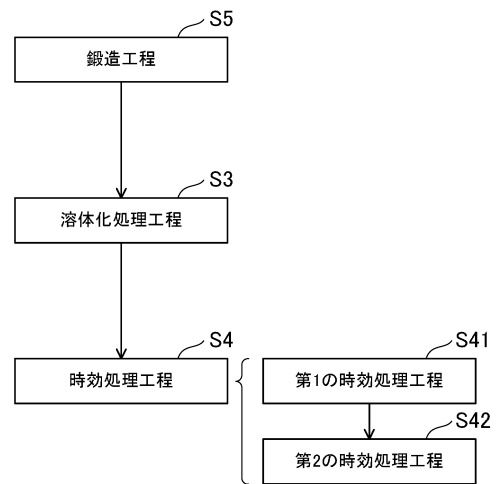 S5
鍛造工程
S3
溶体化処理工程
S4
時効処理工程
S41
第1の時効処理工程
S42
第2の時効処理工程